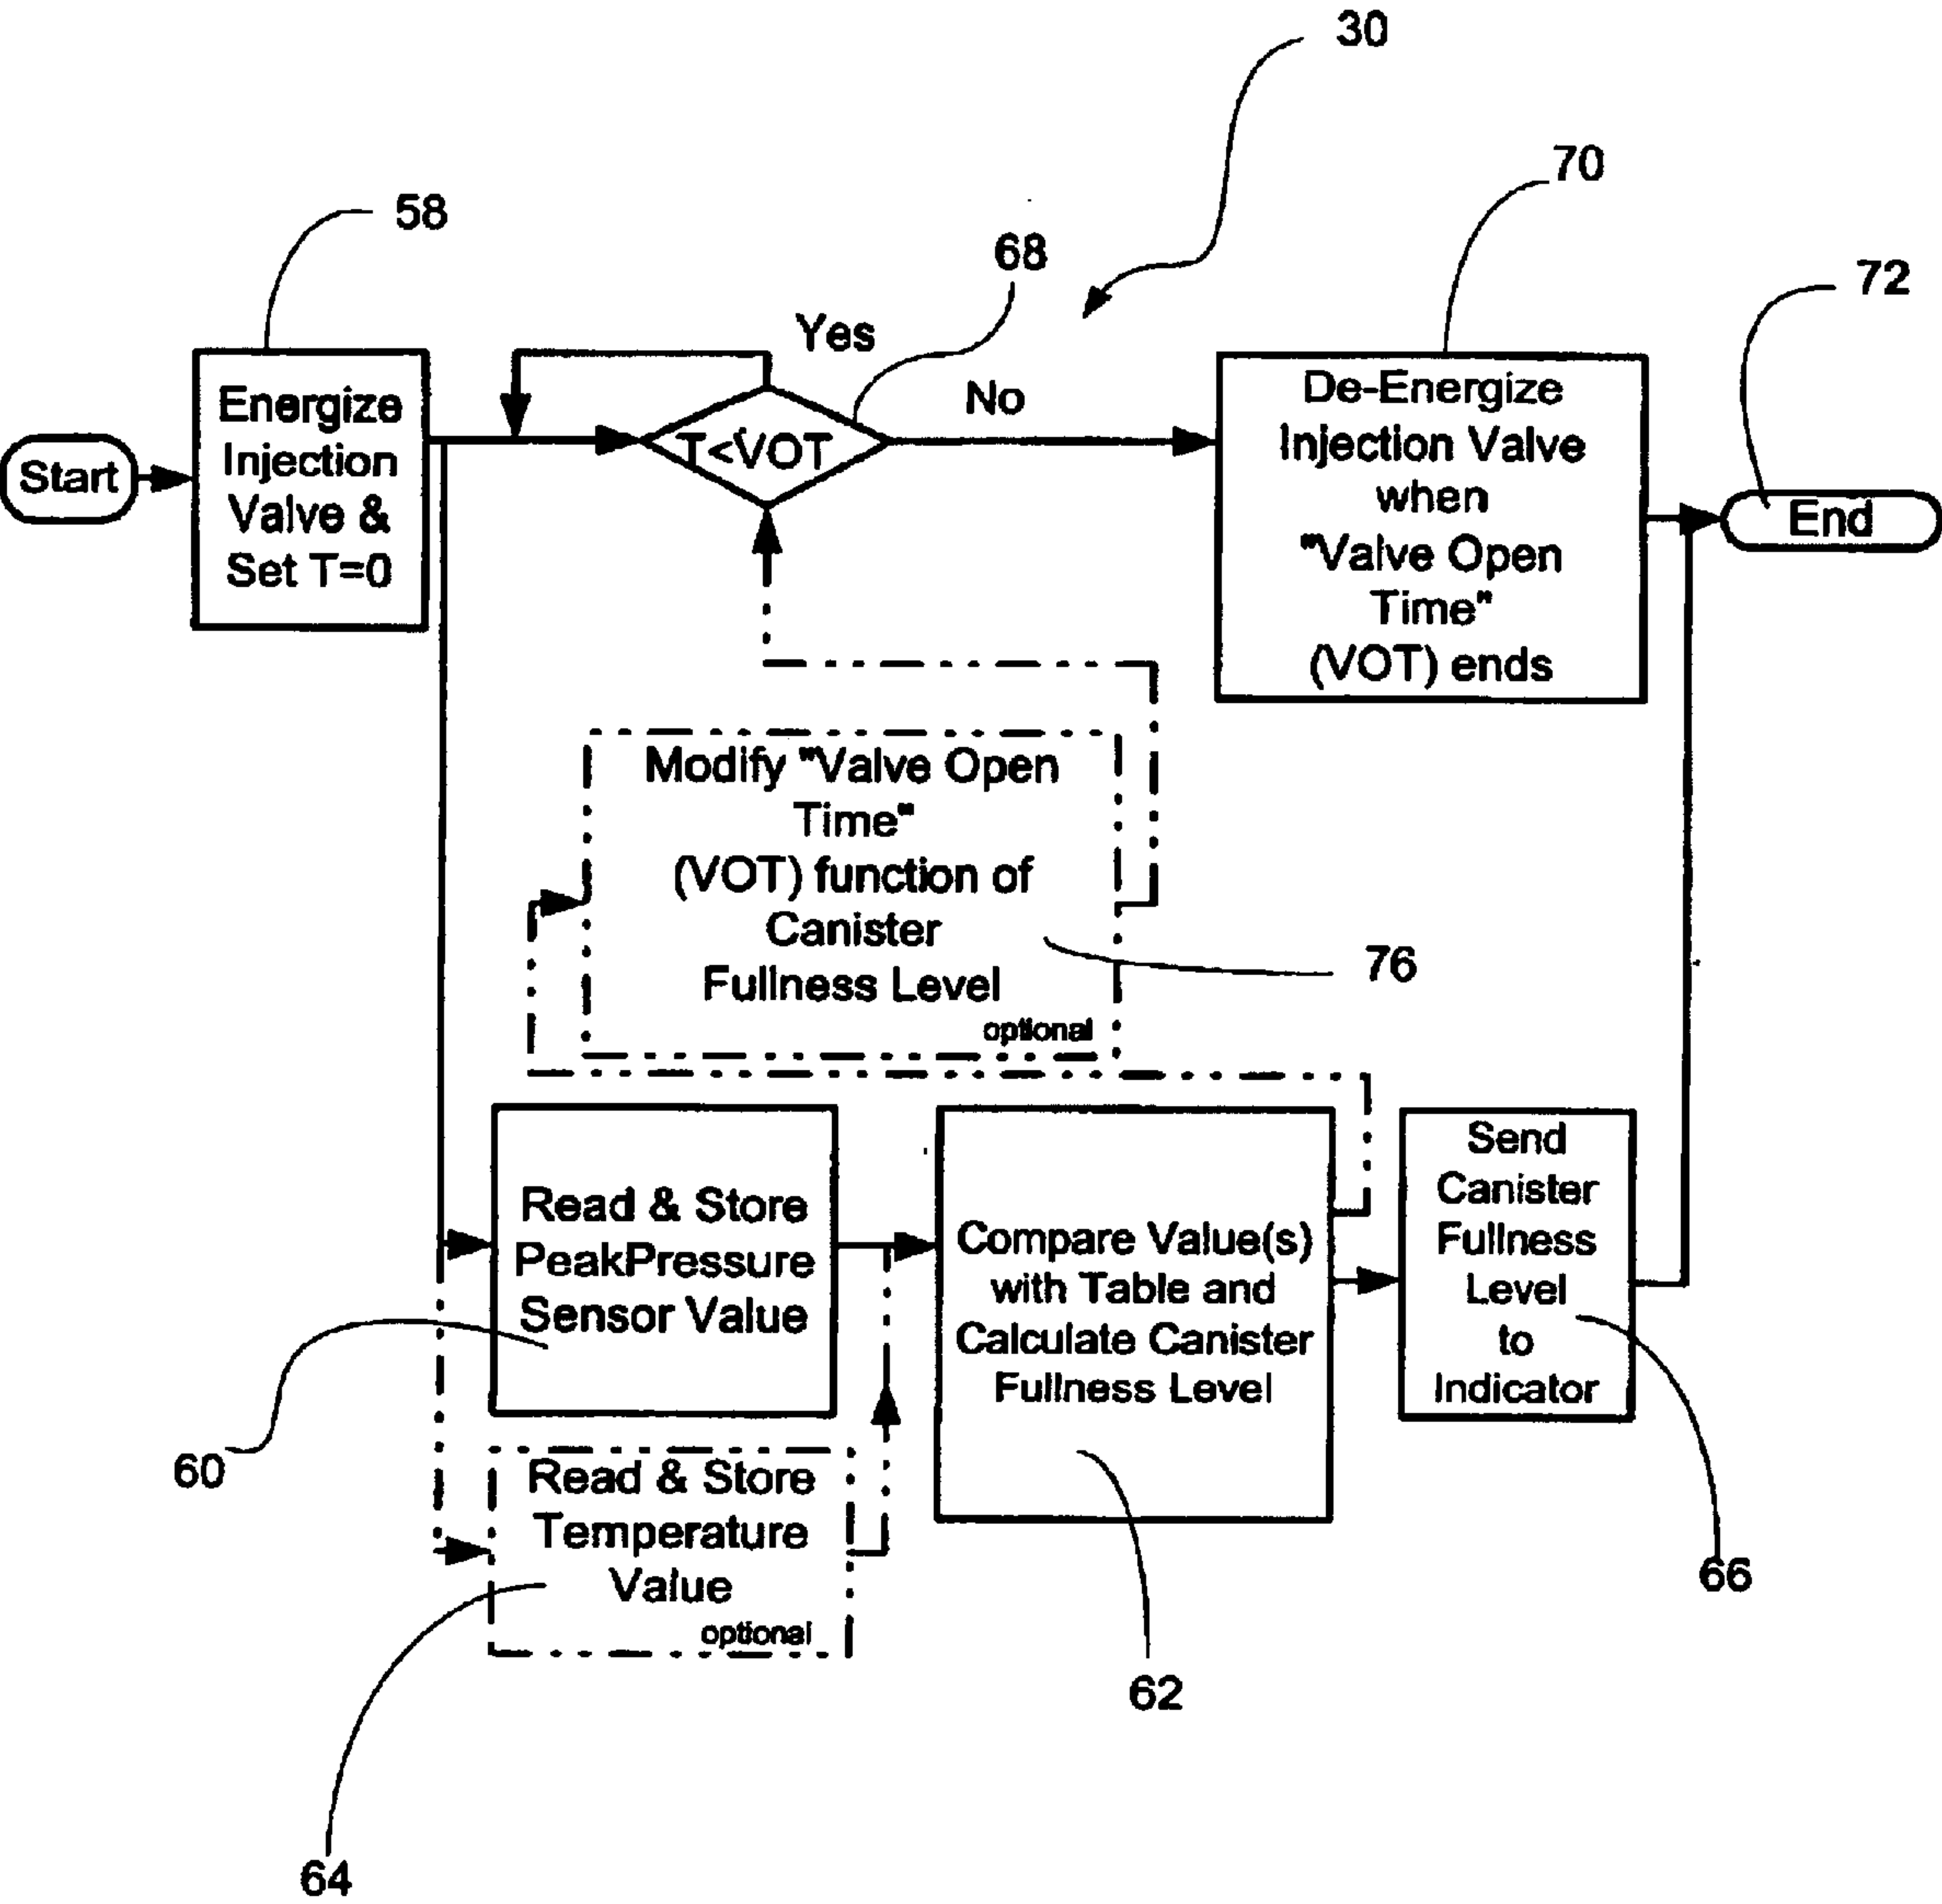 30
70
58
68
72
Yes
No
Start
Energize
Injection
Valve &
Set T=0
T<VOT
De-Energize
Injection Valve
when
"Valve Open
Time"
(VOT) ends
End
Modify "Valve Open
Time"
(VOT) function of
Canister
Fullness Level
optional
76
Read & Store
PeakPressure
Sensor Value
Compare Value(s)
with Table and
Calculate Canister
Fullness Level
Send
Canister
Fullness
Level
to
Indicator
60
Read & Store
Temperature
Value
optional
66
62
64